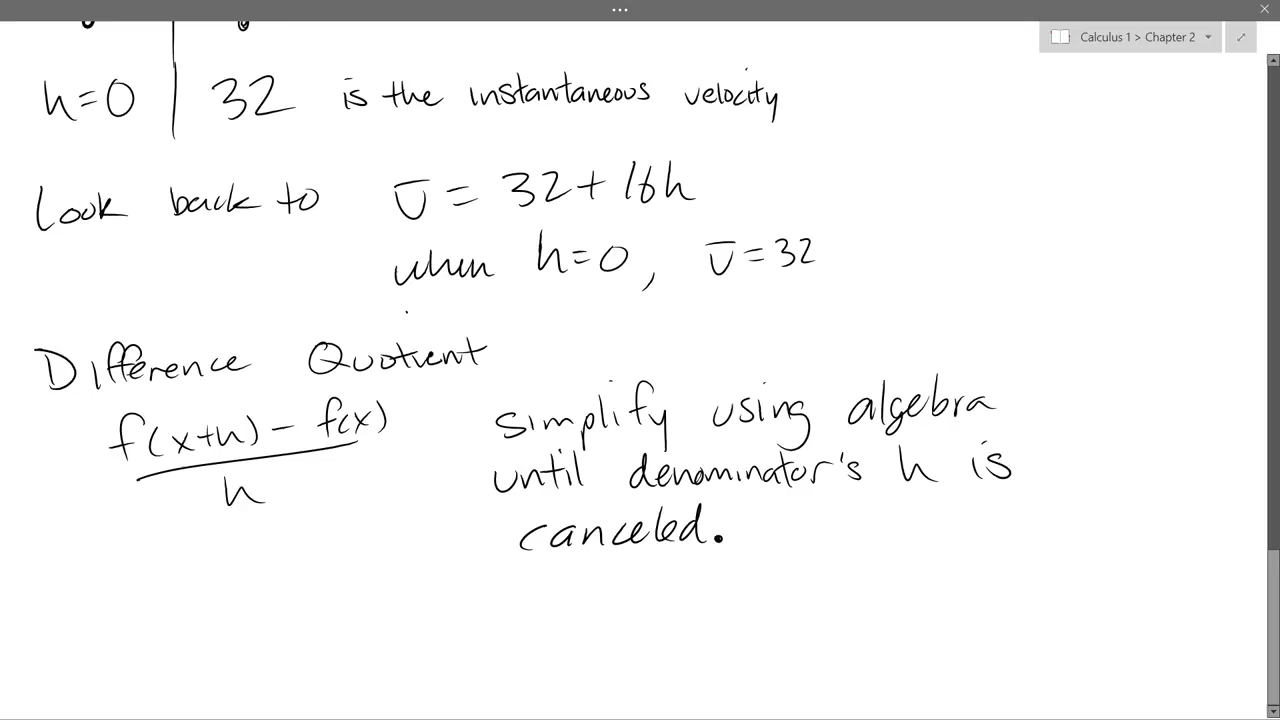 Calculus 1 > Chapter 2
h=0 | 32 is the instantaneous velocity
Look back to v̅ = 32 + 16h
when h=0, v̅ = 32
Difference Quotient
f(x+h) - f(x)
h
simplify using algebra
until denominator's h is
canceled.